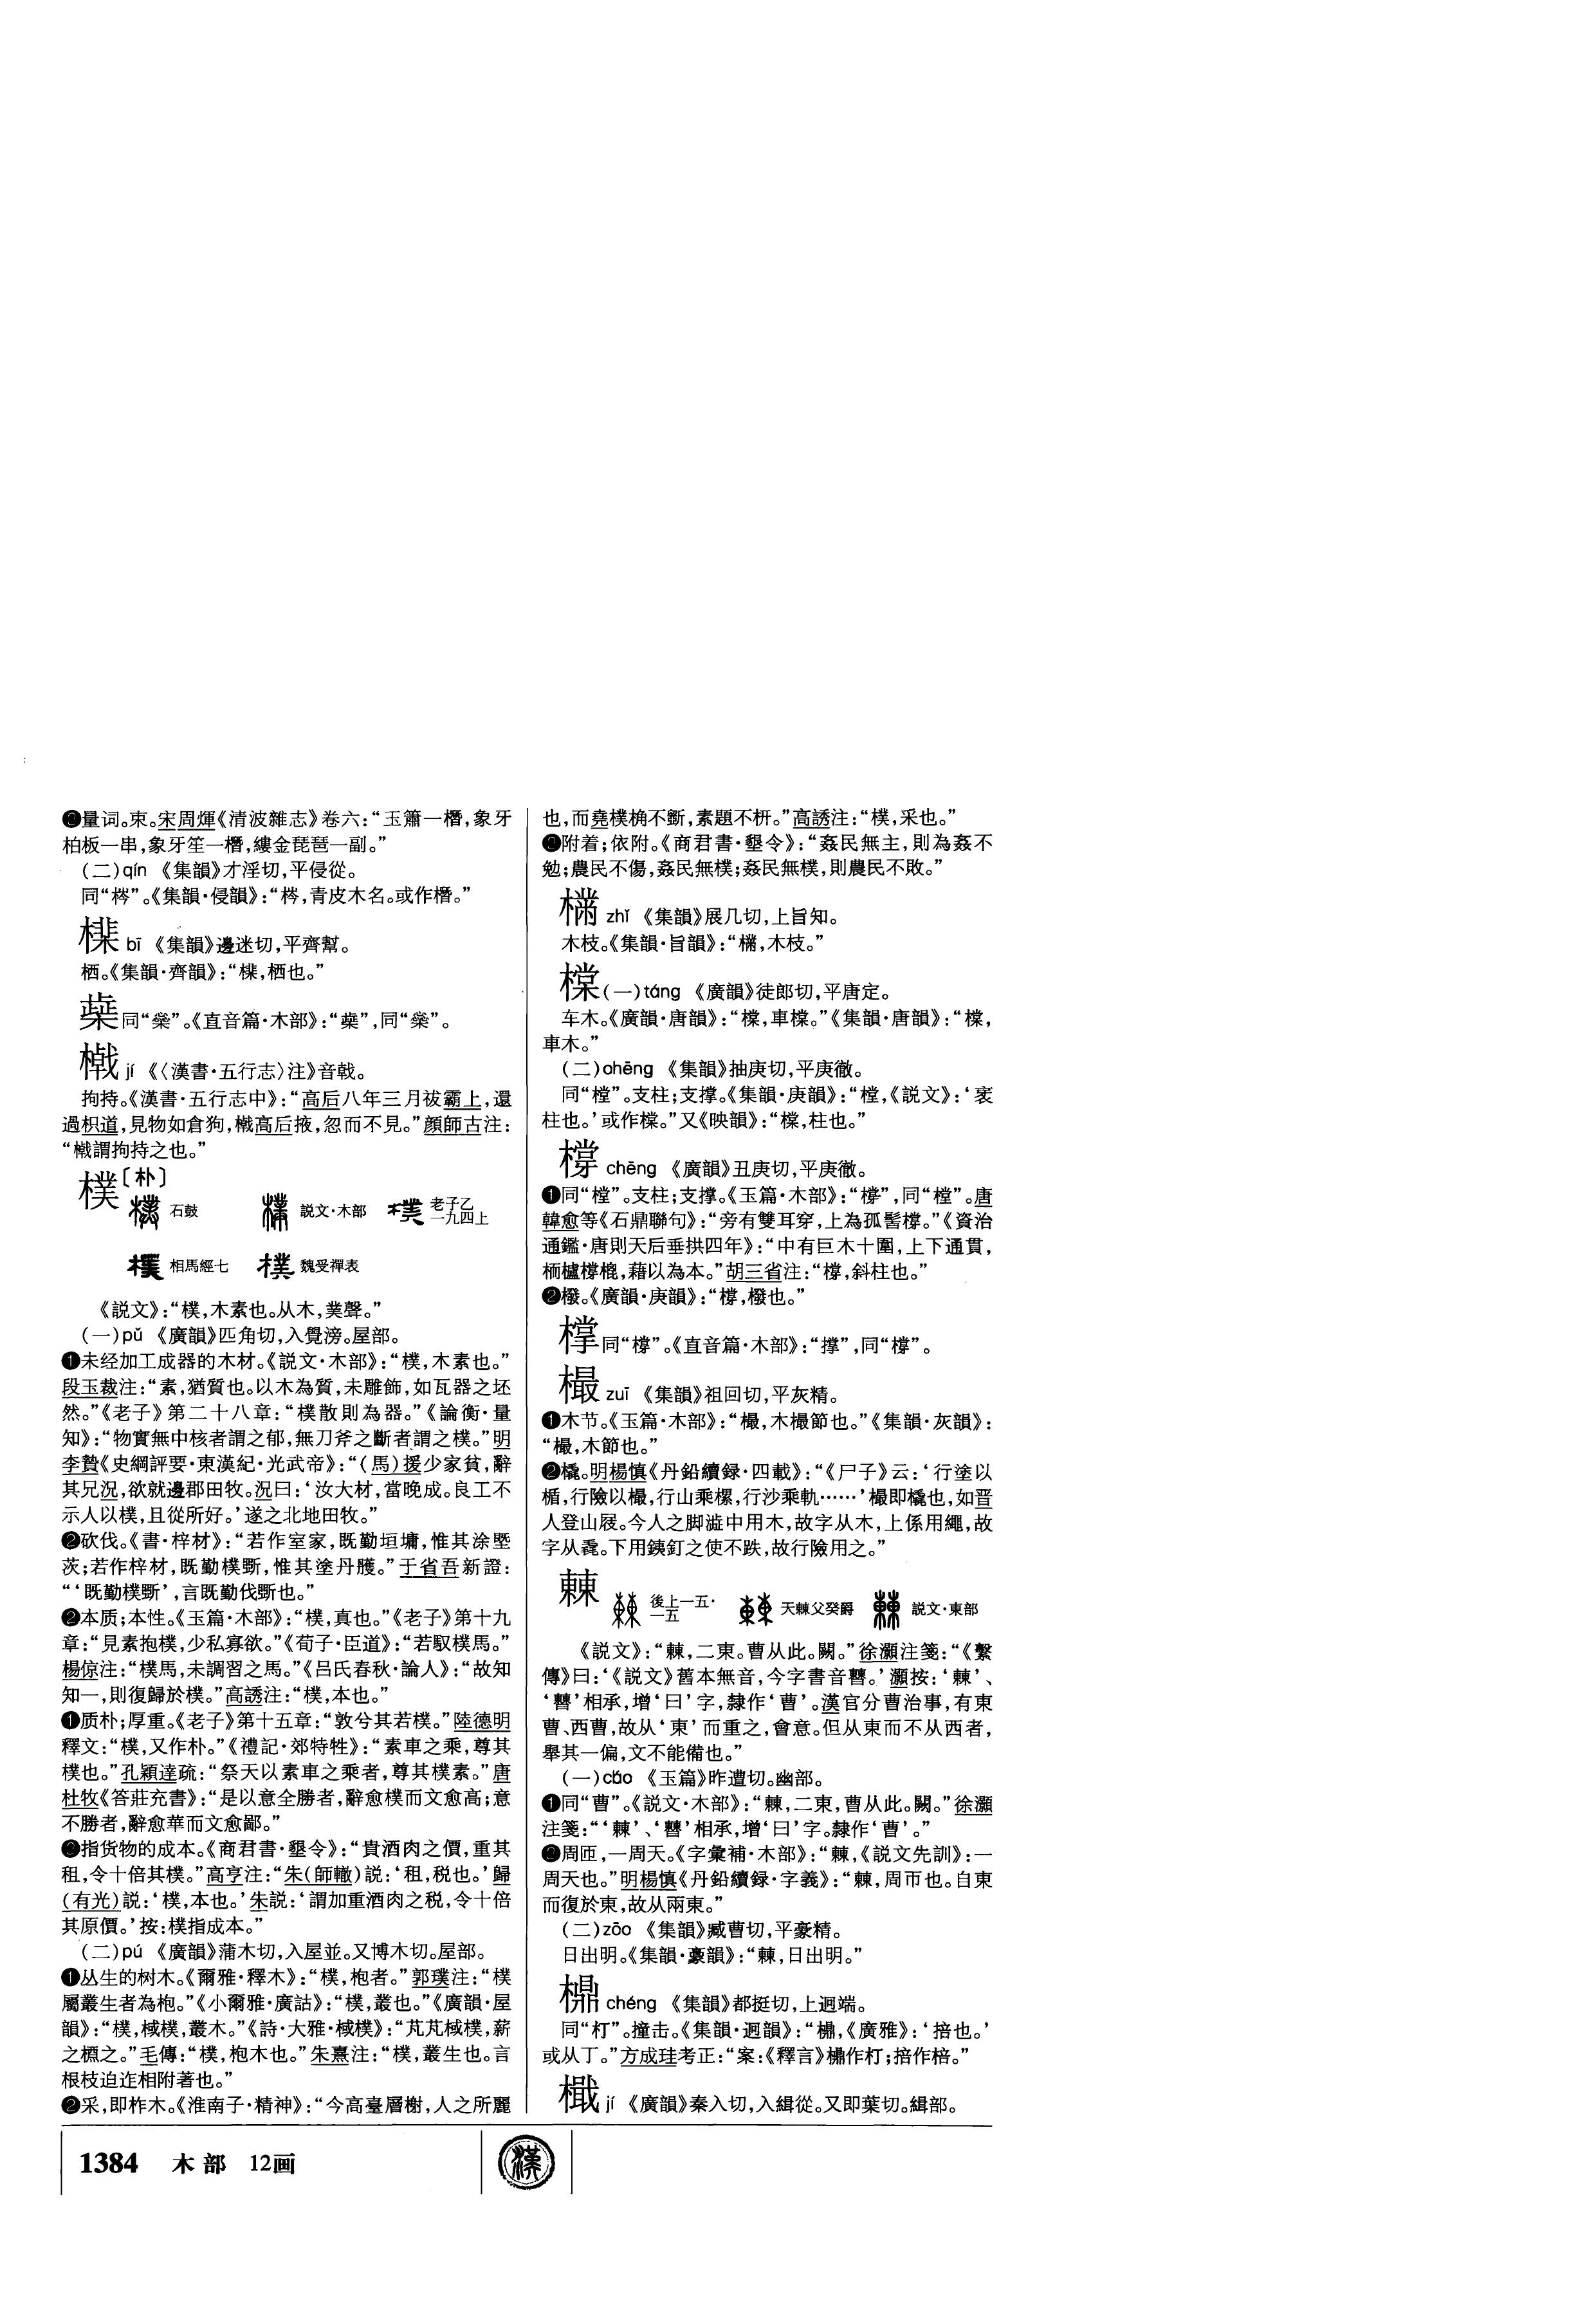 ❷量词。束。宋周煇《清波雜志》卷六：“玉簫一橬，象牙
柏板一串，象牙笙一橬，縷金琵琶一副。”
(二)qín 《集韻》才淫切，平侵從。
同“梣”。《集韻·侵韻》：“梣，青皮木名。或作橬。”
bī 《集韻》邊迷切，平齊幫。
栖。《集韻·齊韻》：“，栖也。”
同“橤”。《直音篇·木部》：“”，同“橤”。
jí 《〈漢書·五行志〉注》音戟。
拘持。《漢書·五行志中》：“高后八年三月祓霸上，還
過枳道，見物如倉狗，高后掖，忽而不見。”顔師古注：
“謂拘持之也。”
樸〔朴〕
石鼓 説文·木部 老子乙一九四上
相馬經七 魏受禪表
《説文》：“樸，木素也。从木，菐聲。”
(一)pǔ 《廣韻》匹角切，入覺滂。屋部。
❶未经加工成器的木材。《説文·木部》：“樸，木素也。”
段玉裁注：“素，猶質也。以木為質，未雕飾，如瓦器之坯
然。”《老子》第二十八章：“樸散則為器。”《論衡·量
知》：“物實無中核者謂之郁，無刀斧之斷者謂之樸。”明
李贄《史綱評要·東漢紀·光武帝》：“(馬)援少家貧，辭
其兄況，欲就邊郡田牧。況曰：‘汝大材，當晚成。良工不
示人以樸，且從所好。’遂之北地田牧。”
❷砍伐。《書·梓材》：“若作室家，既勤垣墉，惟其涂塈
茨；若作梓材，既勤樸斲，惟其塗丹雘。”于省吾新證：
“‘既勤樸斲’，言既勤伐斲也。”
❷本质；本性。《玉篇·木部》：“樸，真也。”《老子》第十九
章：“見素抱樸，少私寡欲。”《荀子·臣道》：“若馭樸馬。”
楊倞注：“樸馬，未調習之馬。”《吕氏春秋·論人》：“故知
知一，則復歸於樸。”高誘注：“樸，本也。”
❶质朴；厚重。《老子》第十五章：“敦兮其若樸。”陸德明
釋文：“樸，又作朴。”《禮記·郊特牲》：“素車之乘，尊其
樸也。”孔穎達疏：“祭天以素車之乘者，尊其樸素。”唐
杜牧《答莊充書》：“是以意全勝者，辭愈樸而文愈高；意
不勝者，辭愈華而文愈鄙。”
❷指货物的成本。《商君書·墾令》：“貴酒肉之價，重其
租，令十倍其樸。”高亨注：“朱(師轍)説：‘租，税也。’歸
(有光)説：‘樸，本也。’朱説：‘謂加重酒肉之税，令十倍
其原價。’按：樸指成本。”
(二)pú 《廣韻》蒲木切，入屋並。又博木切。屋部。
❶丛生的树木。《爾雅·釋木》：“樸，枹者。”郭璞注：“樸
屬叢生者為枹。”《小爾雅·廣詁》：“樸，叢也。”《廣韻·屋
韻》：“樸，棫樸，叢木。”《詩·大雅·棫樸》：“芃芃棫樸，薪
之槱之。”毛傳：“樸，枹木也。”朱熹注：“樸，叢生也。言
根枝迫迮相附著也。”
❷采，即柞木。《淮南子·精神》：“今高臺層榭，人之所麗
也，而堯樸桷不斵，素題不枅。”高誘注：“樸，采也。”
❷附着；依附。《商君書·墾令》：“姦民無主，則為姦不
勉；農民不傷，姦民無樸；姦民無樸，則農民不敗。”
zhǐ 《集韻》展几切，上旨知。
木枝。《集韻·旨韻》：“，木枝。”
橖(一)táng 《廣韻》徒郎切，平唐定。
车木。《廣韻·唐韻》：“橖，車橖。”《集韻·唐韻》：“橖，
車木。”
(二)chēng 《集韻》抽庚切，平庚徹。
同“樘”。支柱；支撑。《集韻·庚韻》：“樘，《説文》：‘衺
柱也。’或作橖。”又《映韻》：“橖，柱也。”
橕 chēng 《廣韻》丑庚切，平庚徹。
❶同“樘”。支柱；支撑。《玉篇·木部》：“橕”，同“樘”。唐
韓愈等《石鼎聯句》：“旁有雙耳穿，上為孤髻橕。”《資治
通鑑·唐則天后垂拱四年》：“中有巨木十圍，上下通貫，
栭櫨橕㮰，藉以為本。”胡三省注：“橕，斜柱也。”
❷橃。《廣韻·庚韻》：“橕，橃也。”
同“橕”。《直音篇·木部》：“撑”，同“橕”。
樶 zuī 《集韻》祖回切，平灰精。
❶木节。《玉篇·木部》：“樶，木樶節也。”《集韻·灰韻》：
“樶，木節也。”
❷橇。明楊慎《丹鉛續録·四載》：“《尸子》云：‘行塗以
楯，行險以樶，行山乘樏，行沙乘軌……’樶即橇也，如晋
人登山屐。今人之脚澁中用木，故字从木，上係用繩，故
字从毳。下用鐵釘之使不跌，故行險用之。”
㯥 後上一五·一五 天㯥父癸爵 説文·東部
《説文》：“㯥，二東。曹从此。闕。”徐灝注箋：“《繫
傳》曰：‘《説文》舊本無音，今字書音㬳。’灝按：‘㯥’、
‘㬳’相承，增‘曰’字，隸作‘曹’。漢官分曹治事，有東
曹、西曹，故从‘東’而重之，會意。但从東而不从西者，
舉其一偏，文不能備也。”
(一)cáo 《玉篇》昨遭切。幽部。
❶同“曹”。《説文·木部》：“㯥，二東，曹从此。闕。”徐灝
注箋：“‘㯥’、‘㬳’相承，增‘曰’字。隸作‘曹’。”
❷周匝，一周天。《字彙補·木部》：“㯥，《説文先訓》：一
周天也。”明楊慎《丹鉛續録·字義》：“㯥，周帀也。自東
而復於東，故从兩東。”
(二)zāo 《集韻》臧曹切，平豪精。
日出明。《集韻·豪韻》：“㯥，日出明。”
chéng 《集韻》都挺切，上迥端。
同“朾”。撞击。《集韻·迥韻》：“，《廣雅》：‘掊也。’
或从丁。”方成珪考正：“案：《釋言》作朾；掊作棓。”
檝 jí 《廣韻》秦入切，入緝從。又即葉切。緝部。
1384 木部 12画
漢